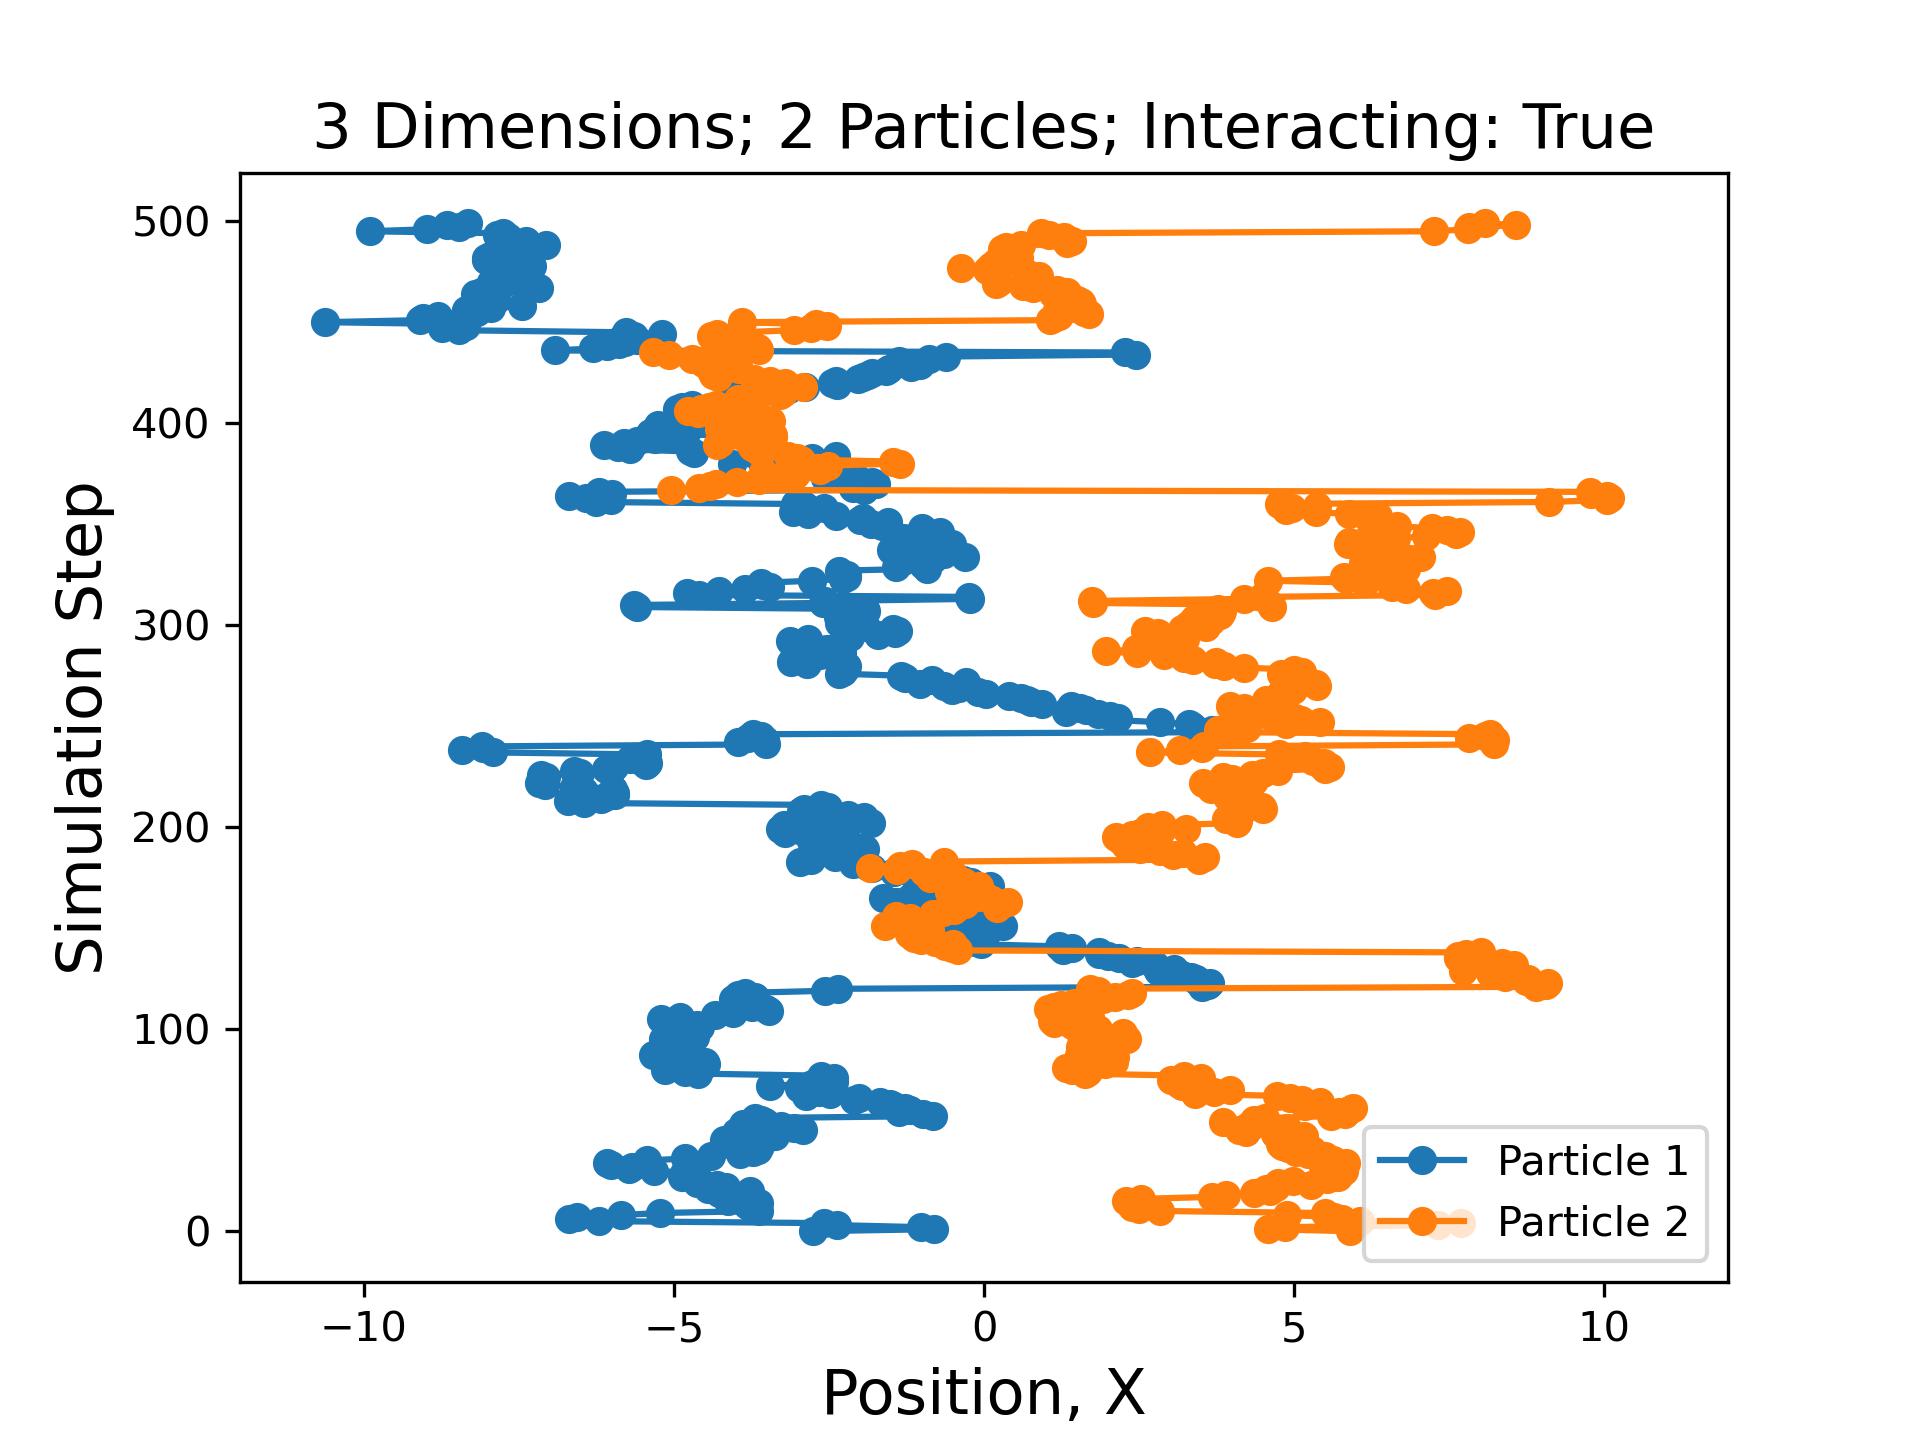 3 Dimensions; 2 Particles; Interacting: True
500
400
300
200
100
0
Simulation Step
−10
−5
0
5
10
Position, X
Particle 1
Particle 2